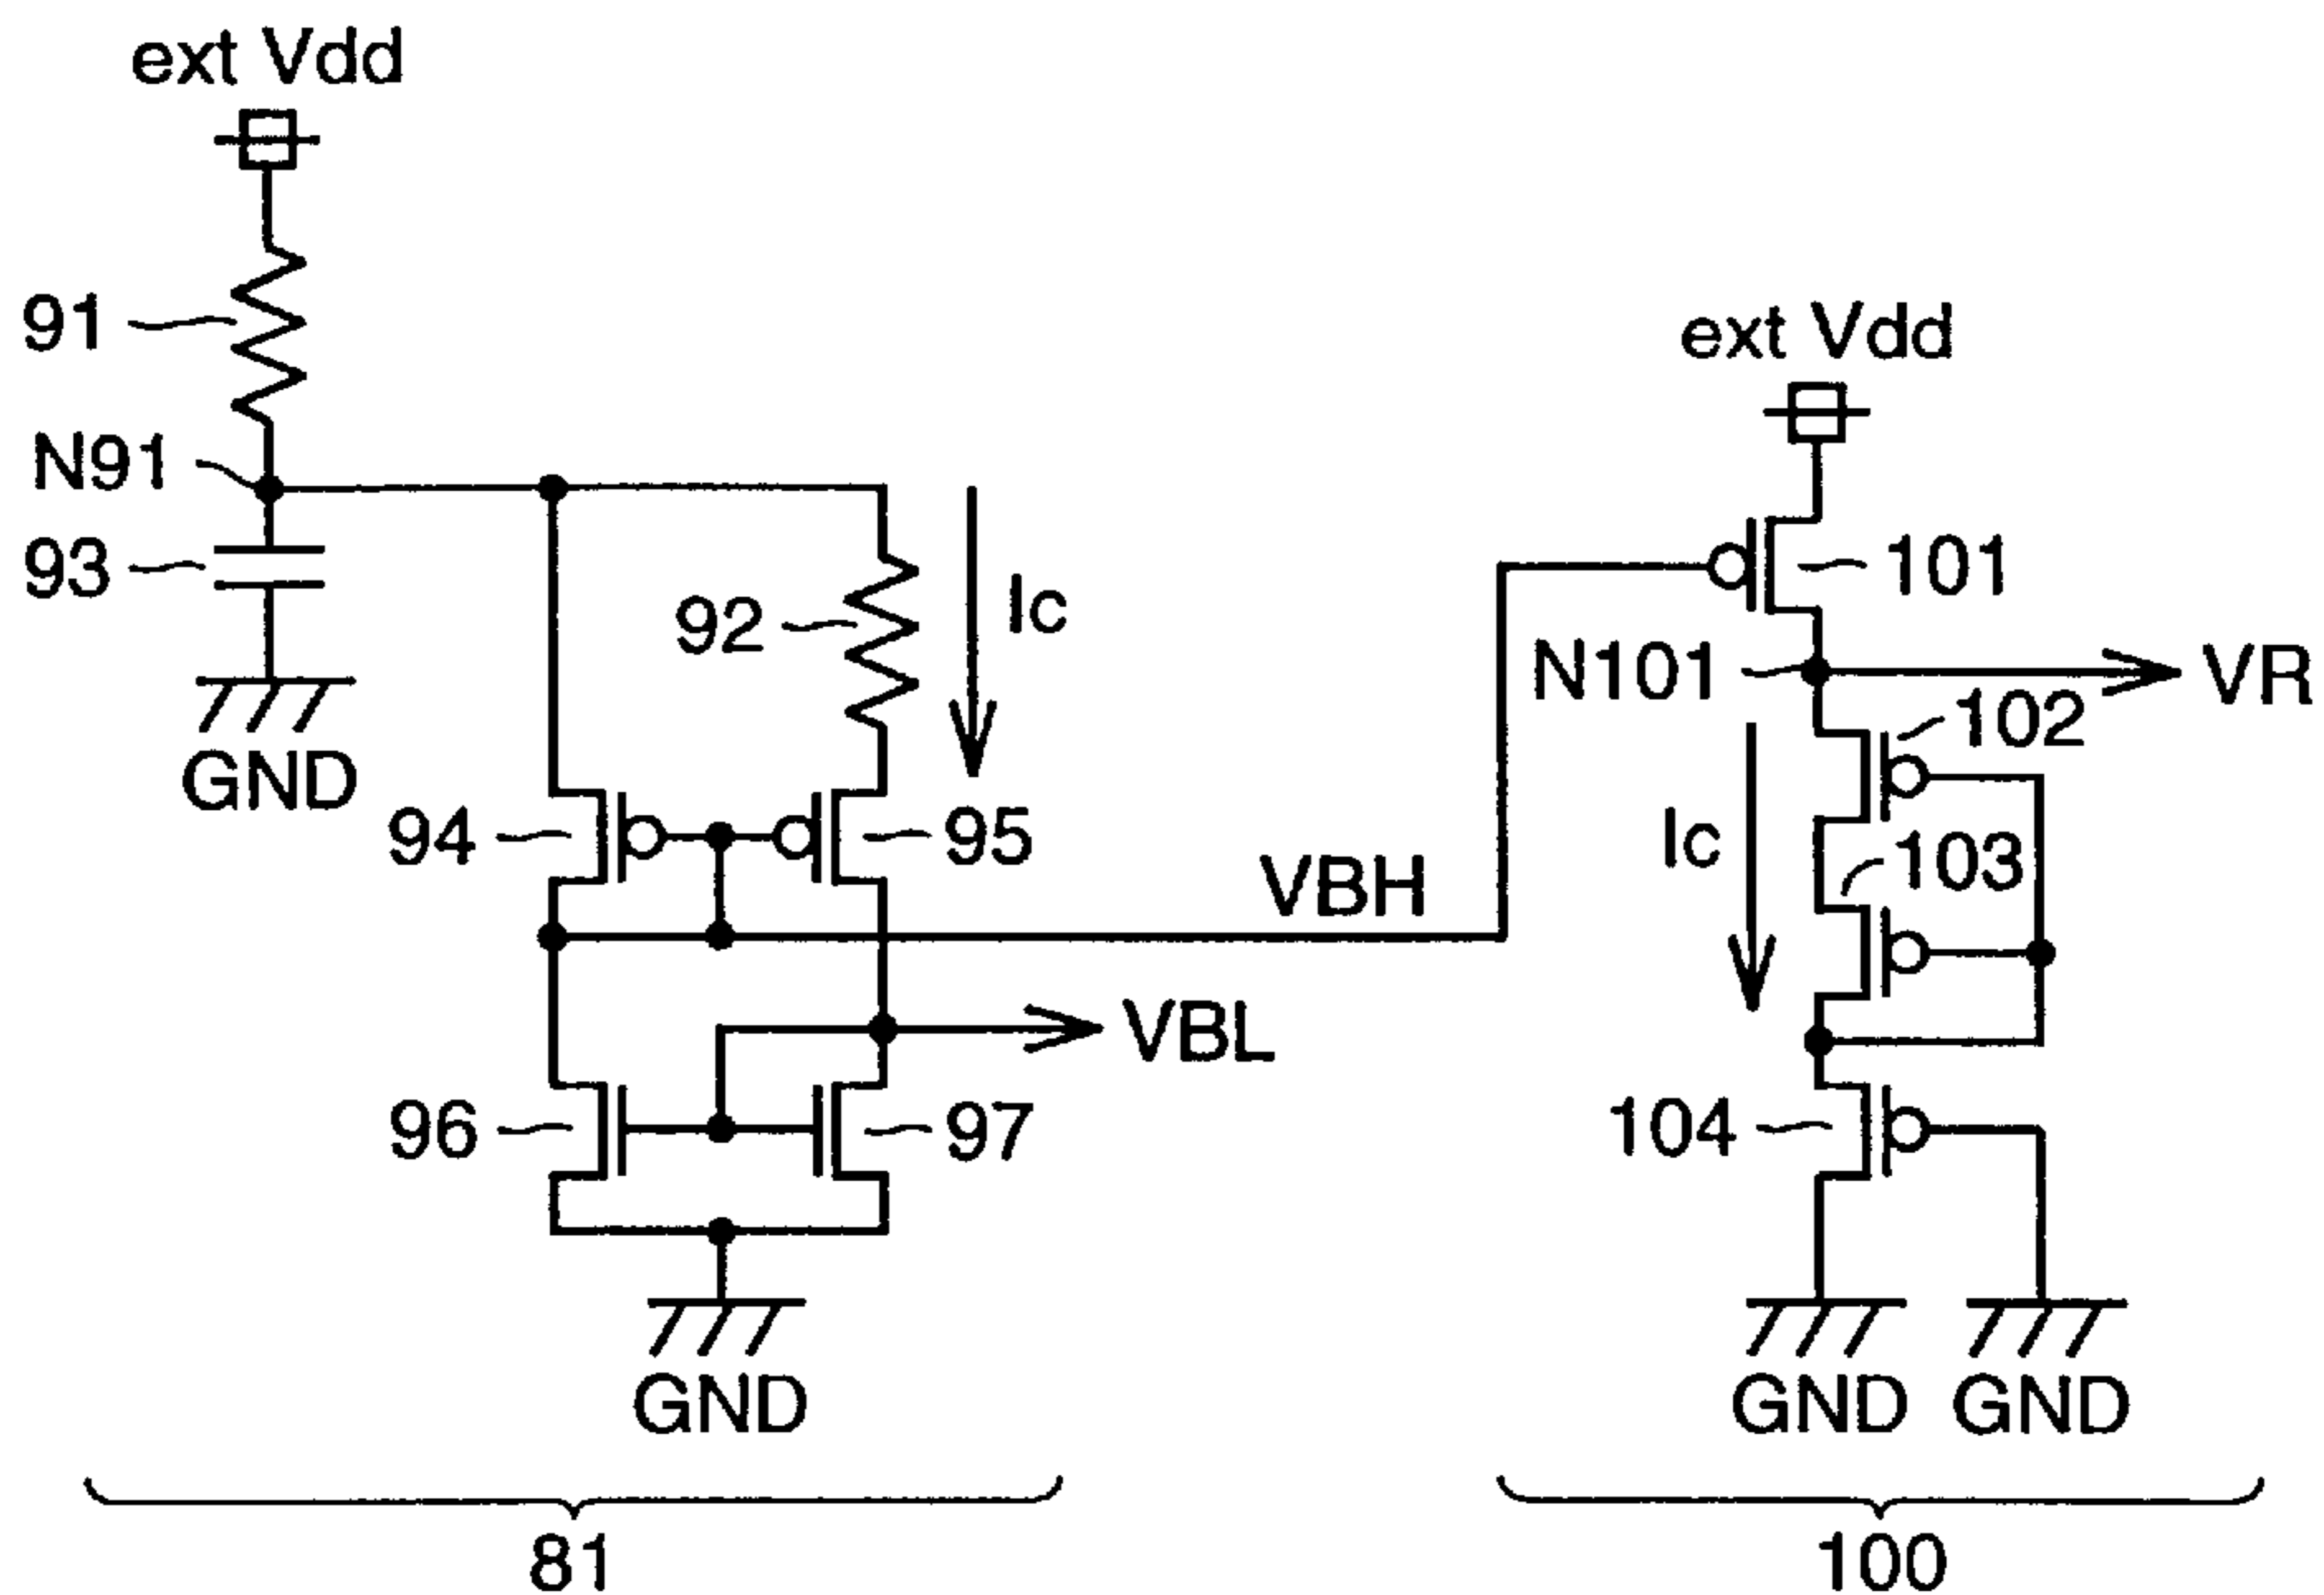 ext Vdd
91
N91
93
GND
92
Ic
94
95
VBH
VBL
96
97
GND
81
ext Vdd
101
N101
VR
102
Ic
103
104
GND
GND
100